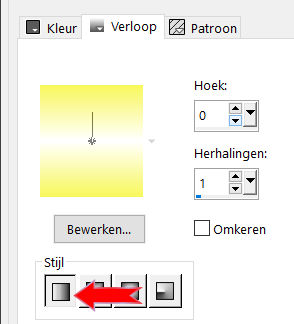 Kleur Verloop Patroon
Hoek:
0
Herhalingen:
1
Bewerken...
Omkeren
Stijl